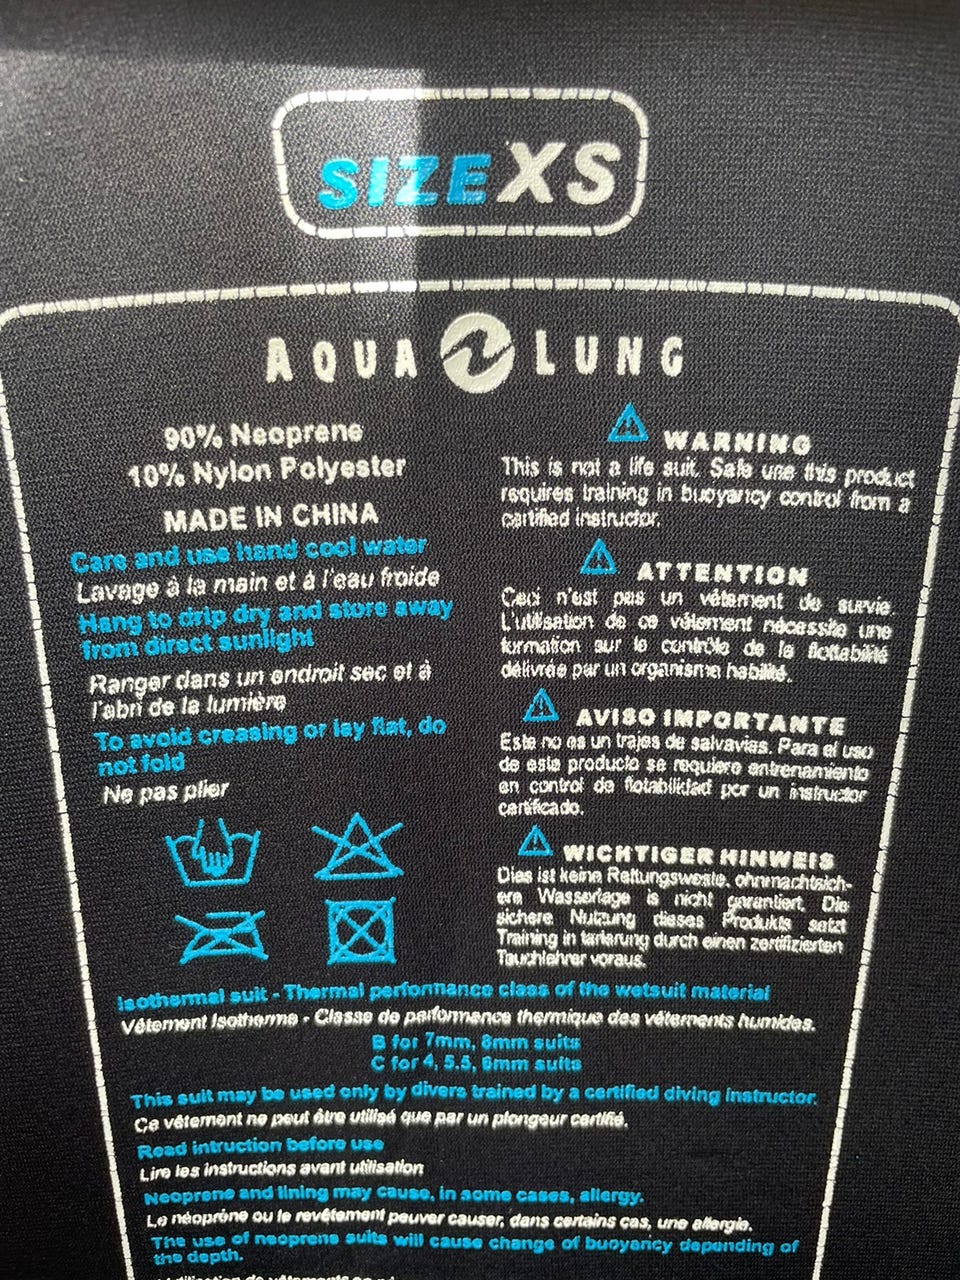 SIZE XS
AQUA LUNG
90% Neoprene
10% Nylon Polyester
MADE IN CHINA
Care and use hand cool water
Lavage à la main et à l'eau froide
Hang to drip dry and store away
from direct sunlight
Ranger dans un endroit sec et à
l'abri de la lumière
To avoid creasing or lay flat, do
not fold
Ne pas plier
WARNING
This is not a life suit. Safe use this product
requires training in buoyancy control from a
certified instructor.
ATTENTION
Ceci n'est pas un vêtement de survie.
L'utilisation de ce vêlement nécessite une
formation sur le contrôle de la flottabilité
délivrée par un organisme habilité.
AVISO IMPORTANTE
Este no es un trajes de salvavias. Para el uso
de este producto se requiere entrenamiento
en control de flotabilidad por un instructor
certificado.
WICHTIGER HINWEIS
Dies ist keine Rettungsweste, ohnmachtsich-
ere Wasserlage is nicht garantiert. Die
sichere Nutzung dieses Produkts setzt
Training in durch einen zertifizierten
Tauchlehrer voraus.
Isothermal suit - Thermal performance class of the wetsuit material
Vêtement Isotherme - Classe de performance thermique des vêtements humides.
B for 7mm, 8mm suits
C for 4, 5.5, 6mm suits
This suit may be used only by divers trained by a certified diving instructor.
Ce vêtement ne peut être utilisé que par un plongeur certifié.
Read intruction before use
Lire les instructions avant utilisation
Neoprene and lining may cause, in some cases, allergy.
Le néoprène ou le revêtement peuver causer, dans certains cas, une allergie.
The use of neoprene suits will cause change of buoyancy depending of
the depth.